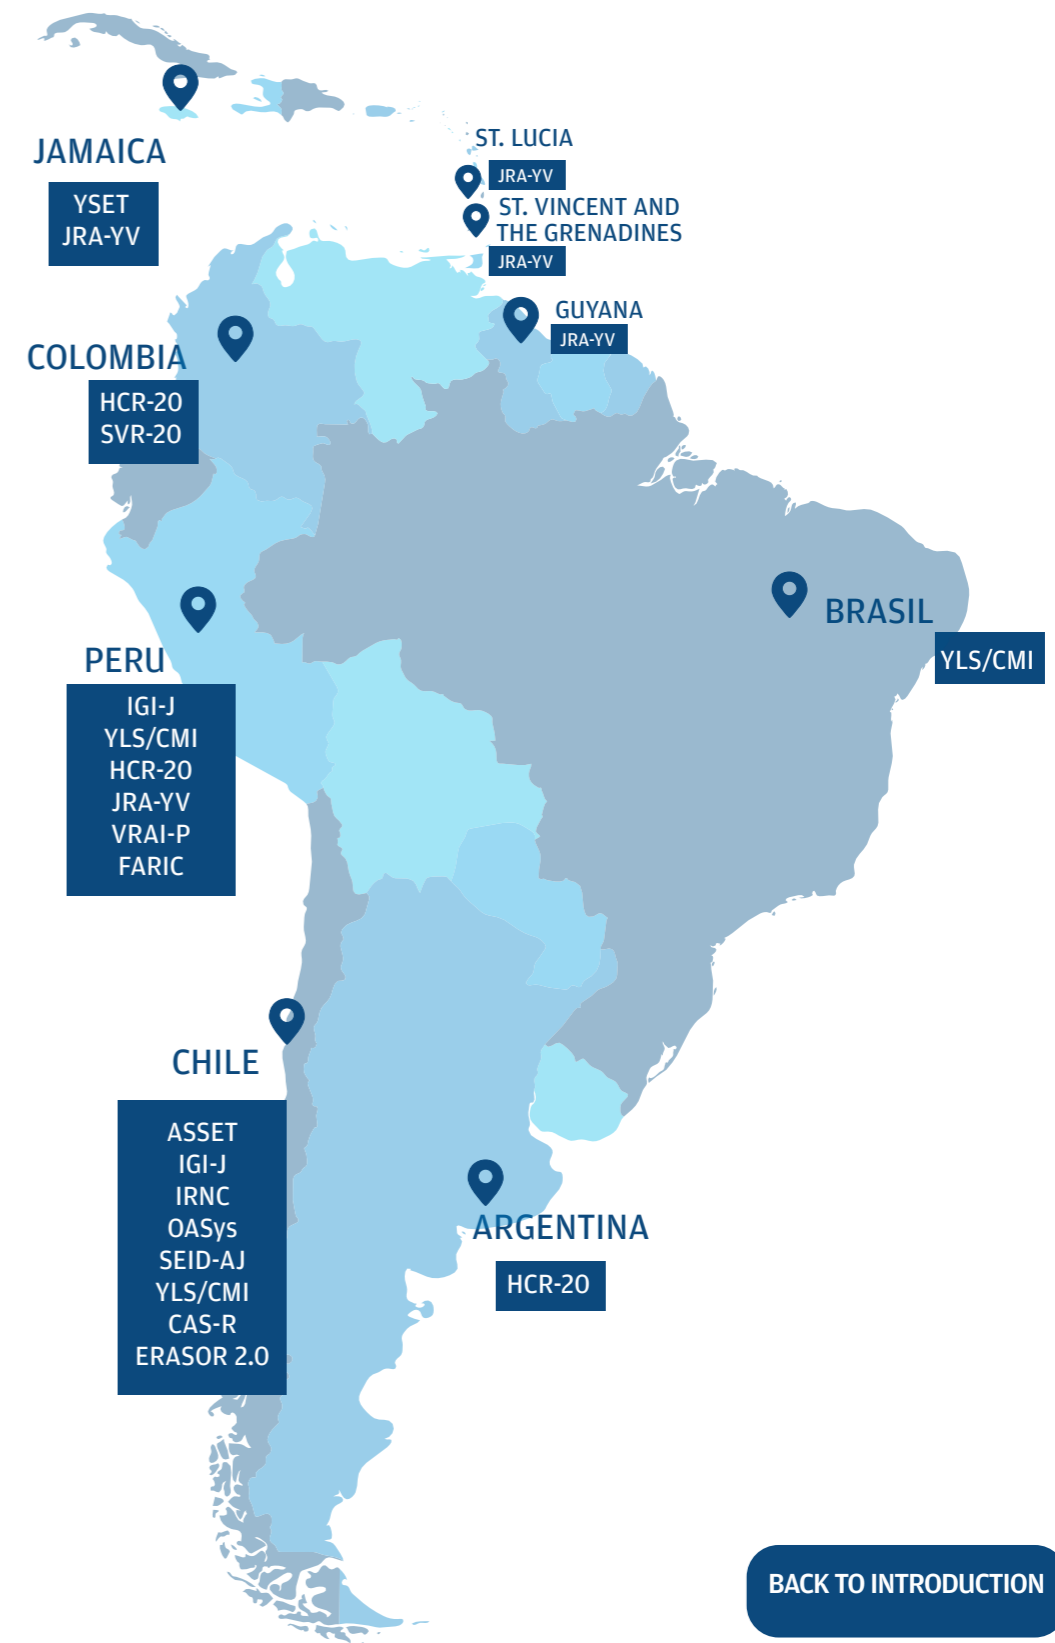 JAMAICA
YSET
JRA-YV
ST. LUCIA
JRA-YV
ST. VINCENT AND
THE GRENADINES
JRA-YV
GUYANA
JRA-YV
COLOMBIA
HCR-20
SVR-20
BRASIL
YLS/CMI
PERU
IGI-J
YLS/CMI
HCR-20
JRA-YV
VRAI-P
FARIC
CHILE
ASSET
IGI-J
IRNC
OASys
SEID-AJ
YLS/CMI
CAS-R
ERASOR 2.0
ARGENTINA
HCR-20
BACK TO INTRODUCTION